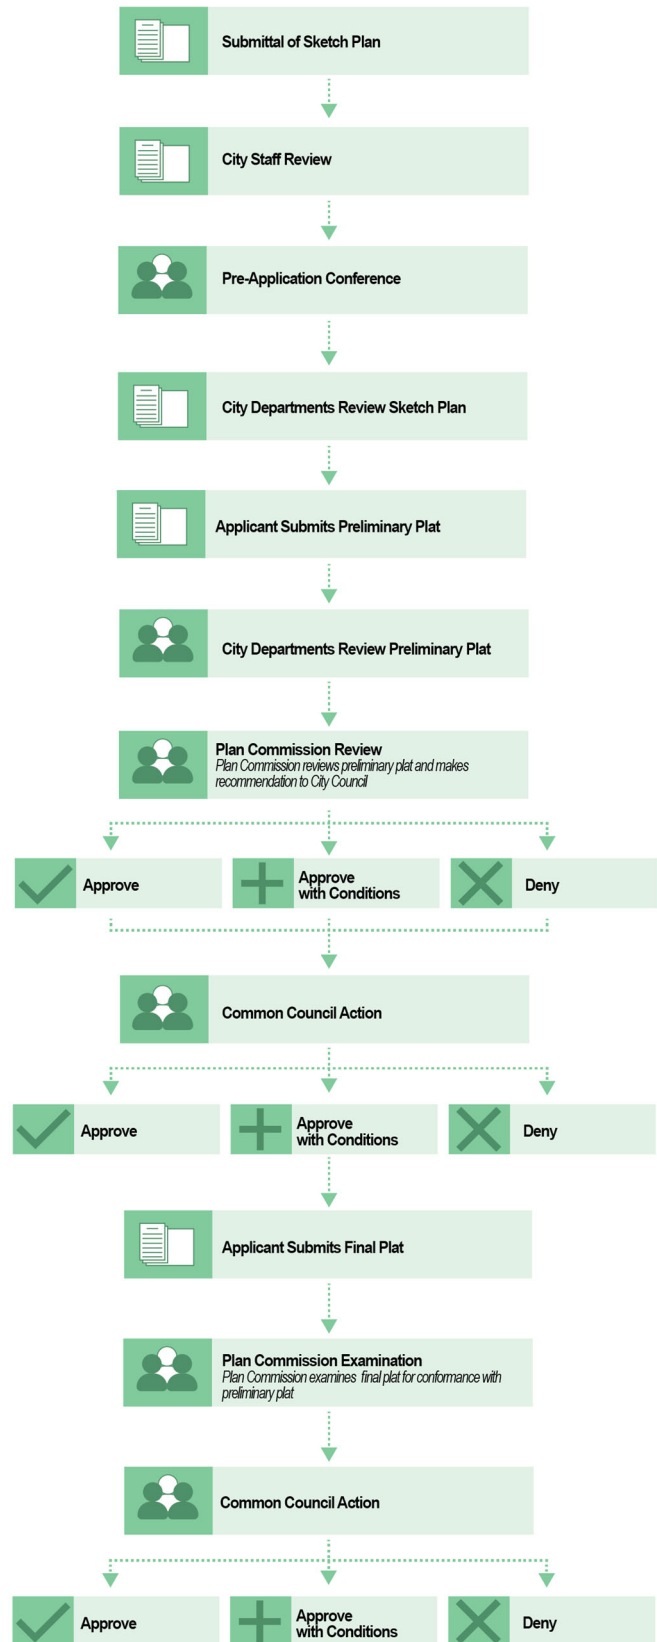 Submittal of Sketch Plan
City Staff Review
Pre-Application Conference
City Departments Review Sketch Plan
Applicant Submits Preliminary Plat
City Departments Review Preliminary Plat
Plan Commission Review
Plan Commission reviews preliminary plat and makes
recommendation to City Council
Approve
Approve
with Conditions
Deny
Common Council Action
Approve
Approve
with Conditions
Deny
Applicant Submits Final Plat
Plan Commission Examination
Plan Commission examines final plat for conformance with
preliminary plat
Common Council Action
Approve
Approve
with Conditions
Deny